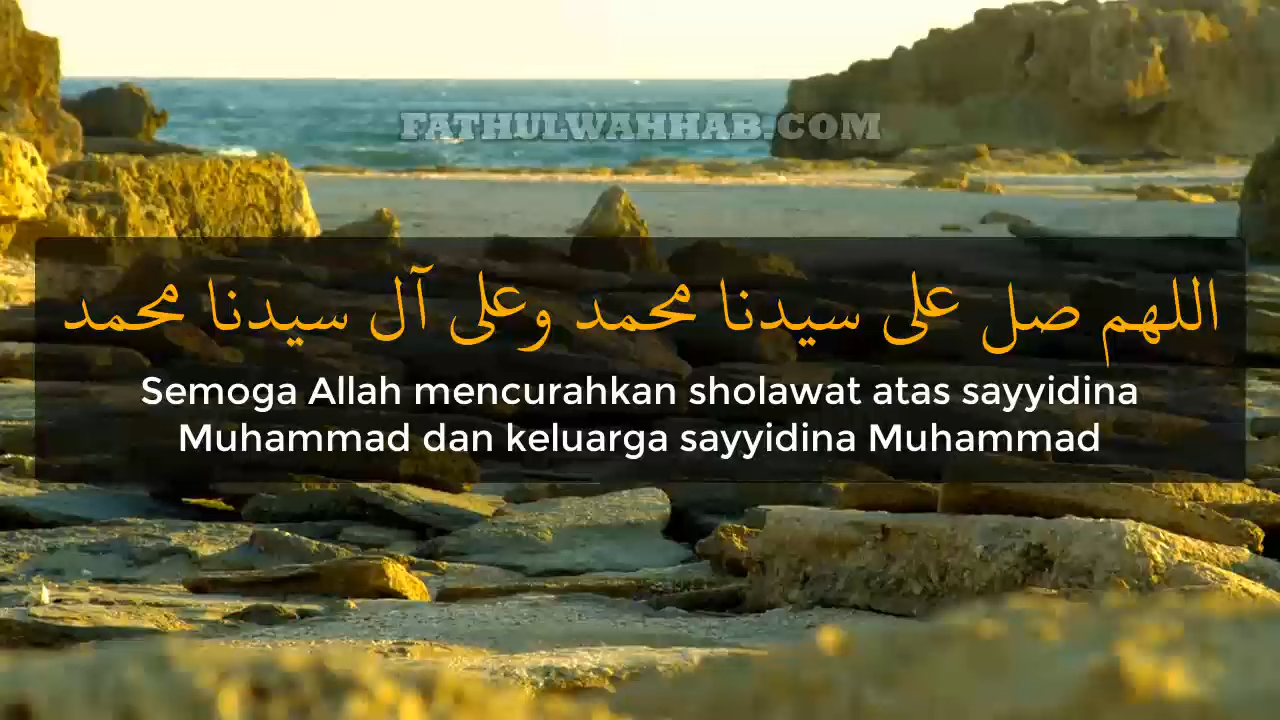 FATHULWAHHAB.COM
اللهم صل على سيدنا محمد وعلى آل سيدنا محمد
Semoga Allah mencurahkan sholawat atas sayyidina
Muhammad dan keluarga sayyidina Muhammad